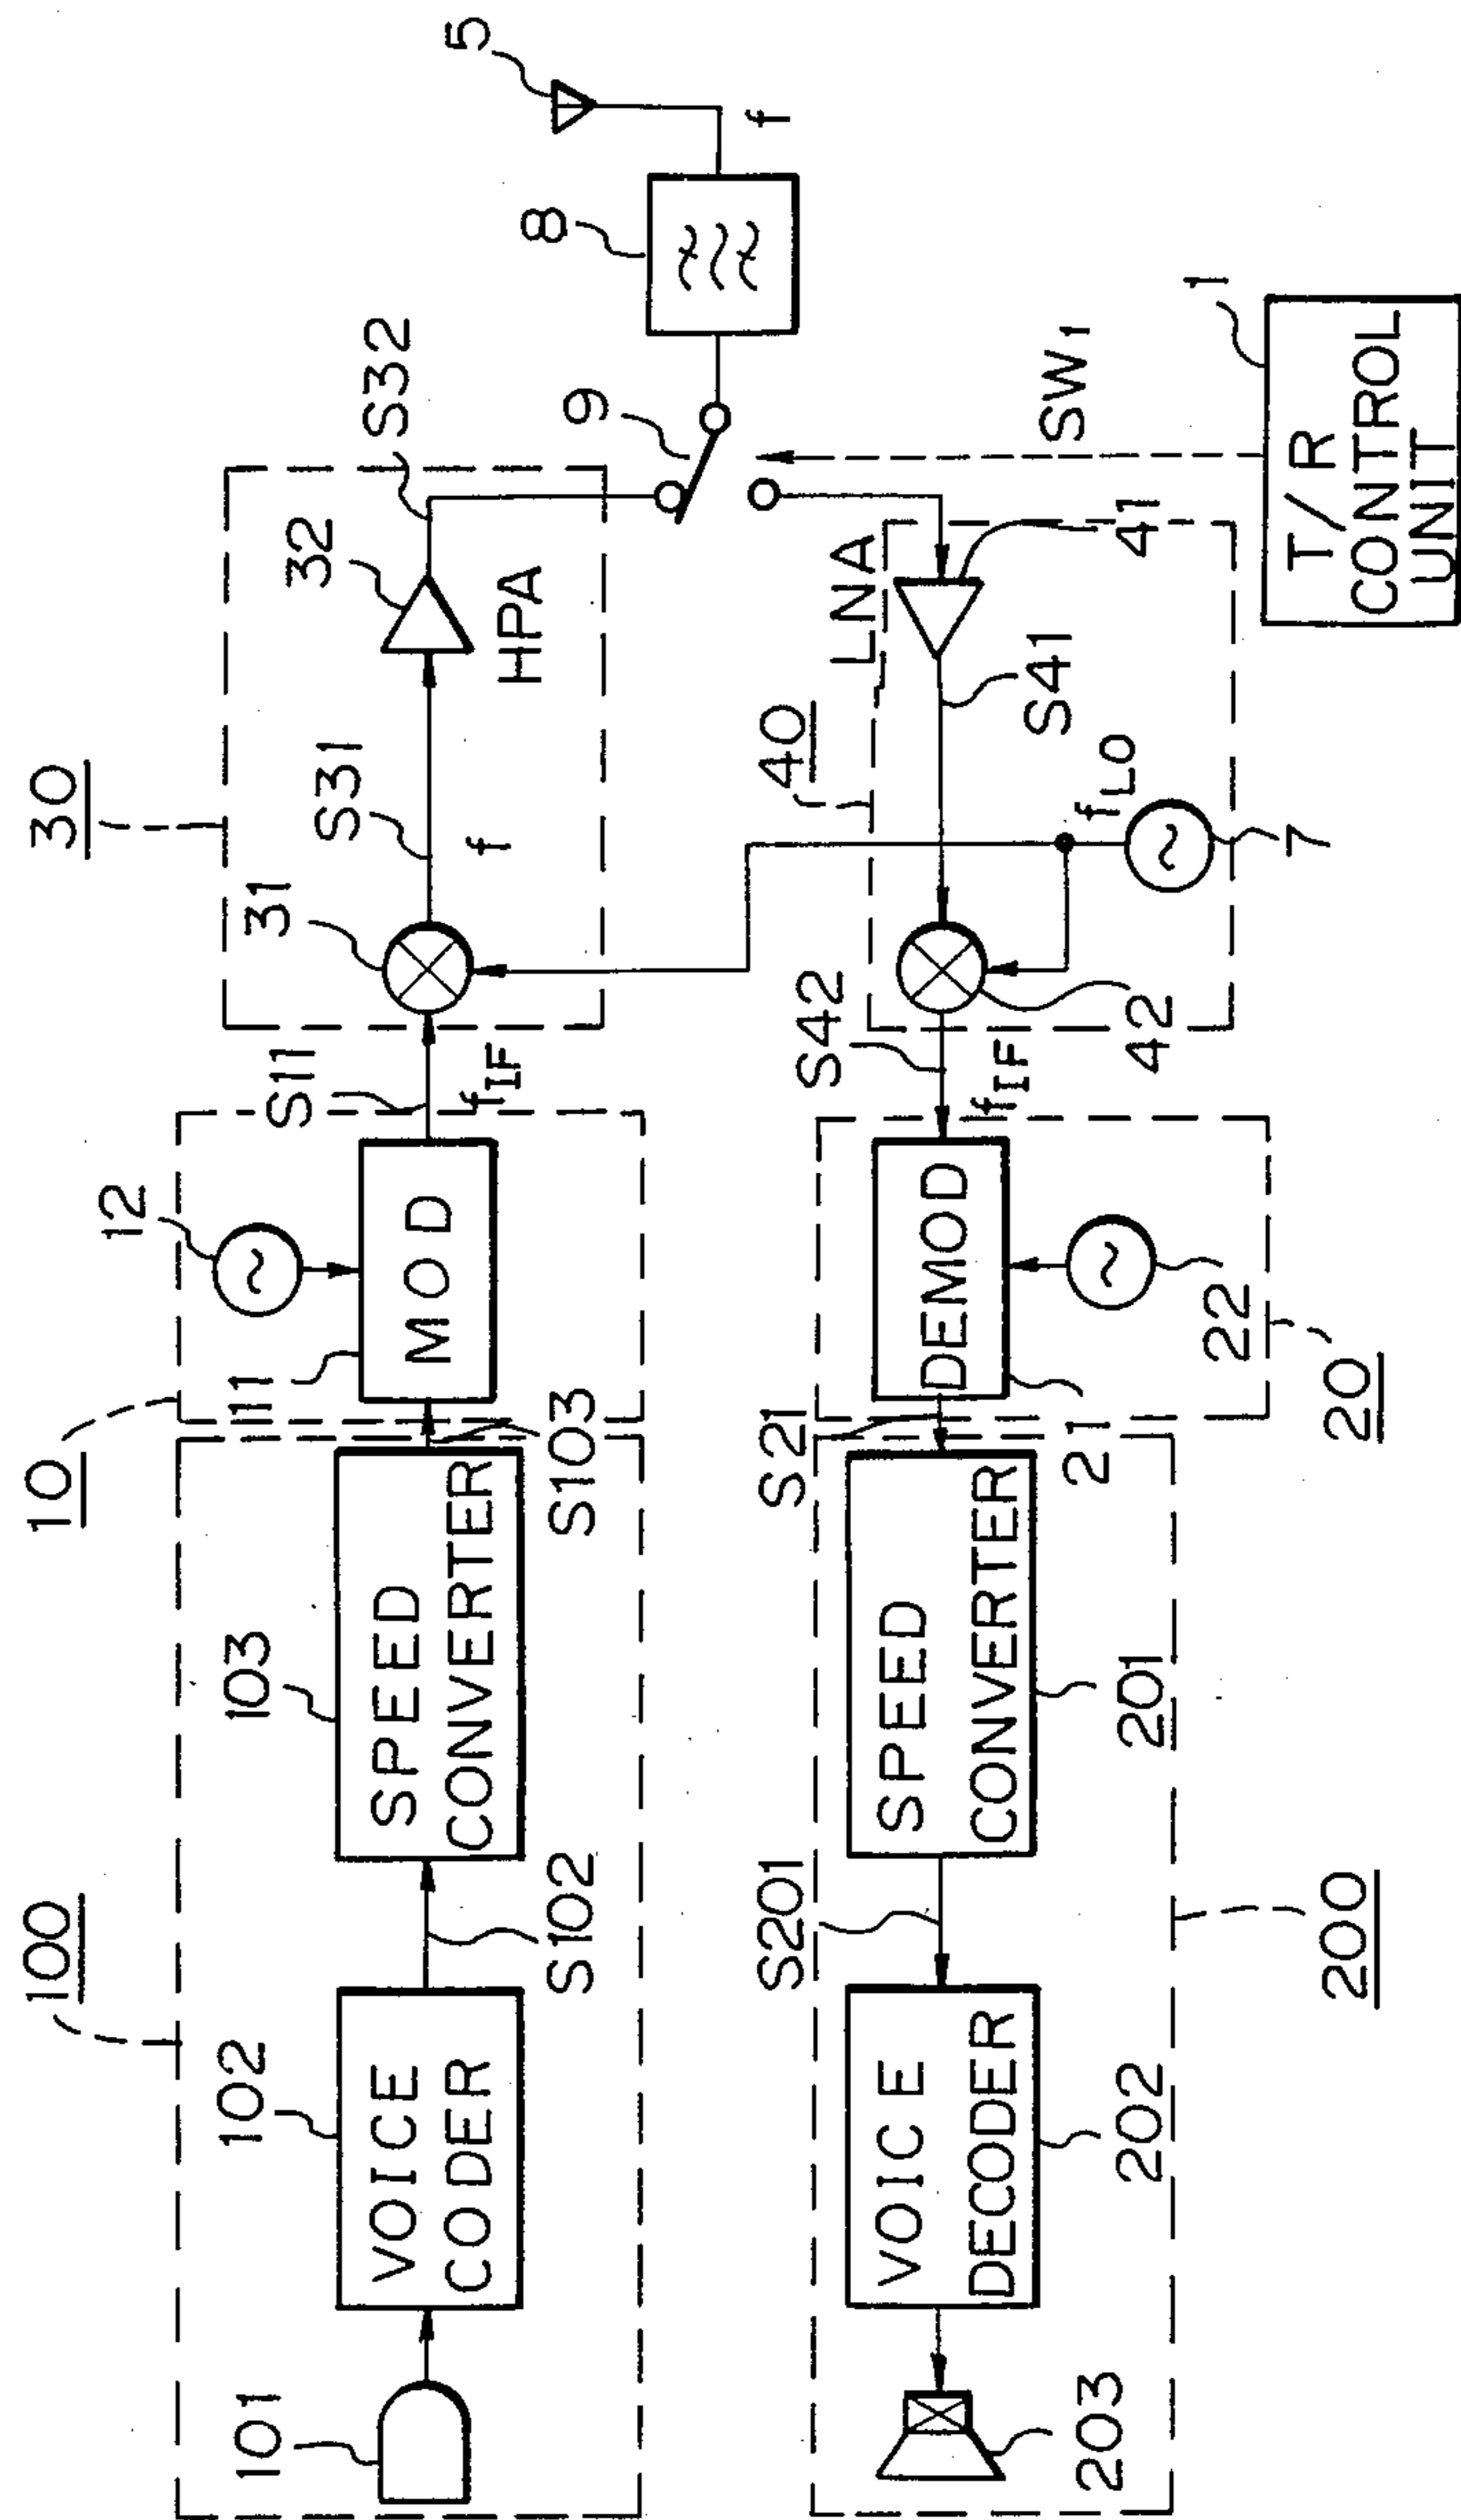 100
10
30
101
102
103
11
12
S11
31
S31
32
S32
VOICE
CODER
SPEED
CONVERTER
MOD
fIF
f
HPA
9
8
5
f
S102
S103
S201
S21
S42
40
LNA
VOICE
DECODER
SPEED
CONVERTER
DEMOD
fIF
S41
SW1
fLO
203
202
201
21
22
42
41
1
7
T/R
CONTROL
UNIT
200
20